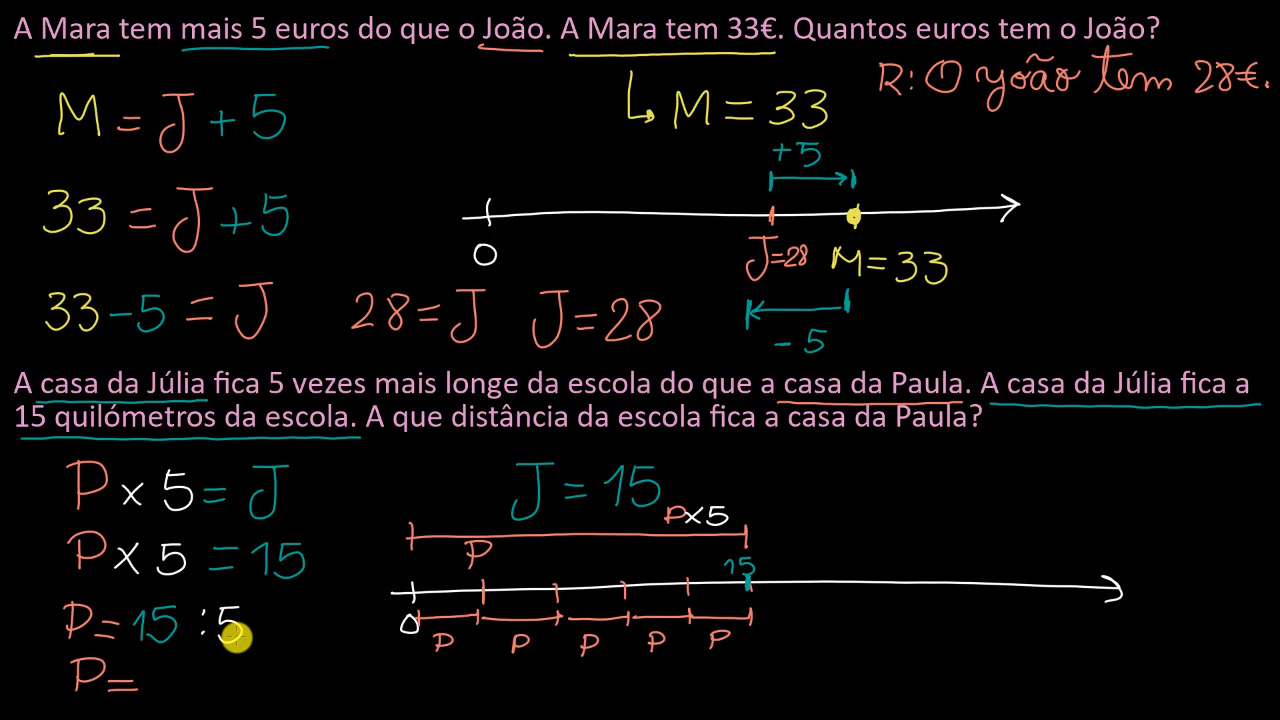 A Mara tem mais 5 euros do que o João. A Mara tem 33€. Quantos euros tem o João?
R: O João tem 28€.
M = J + 5
M = 33
+5
33 = J + 5
0
J=28
M = 33
33 - 5 = J
28 = J
J = 28
- 5
A casa da Júlia fica 5 vezes mais longe da escola do que a casa da Paula. A casa da Júlia fica a
15 quilómetros da escola. A que distância da escola fica a casa da Paula?
P x 5 = J
J = 15
P x 5
P
P x 5 = 15
15
0
P P P P P
P = 15 : 5
P =